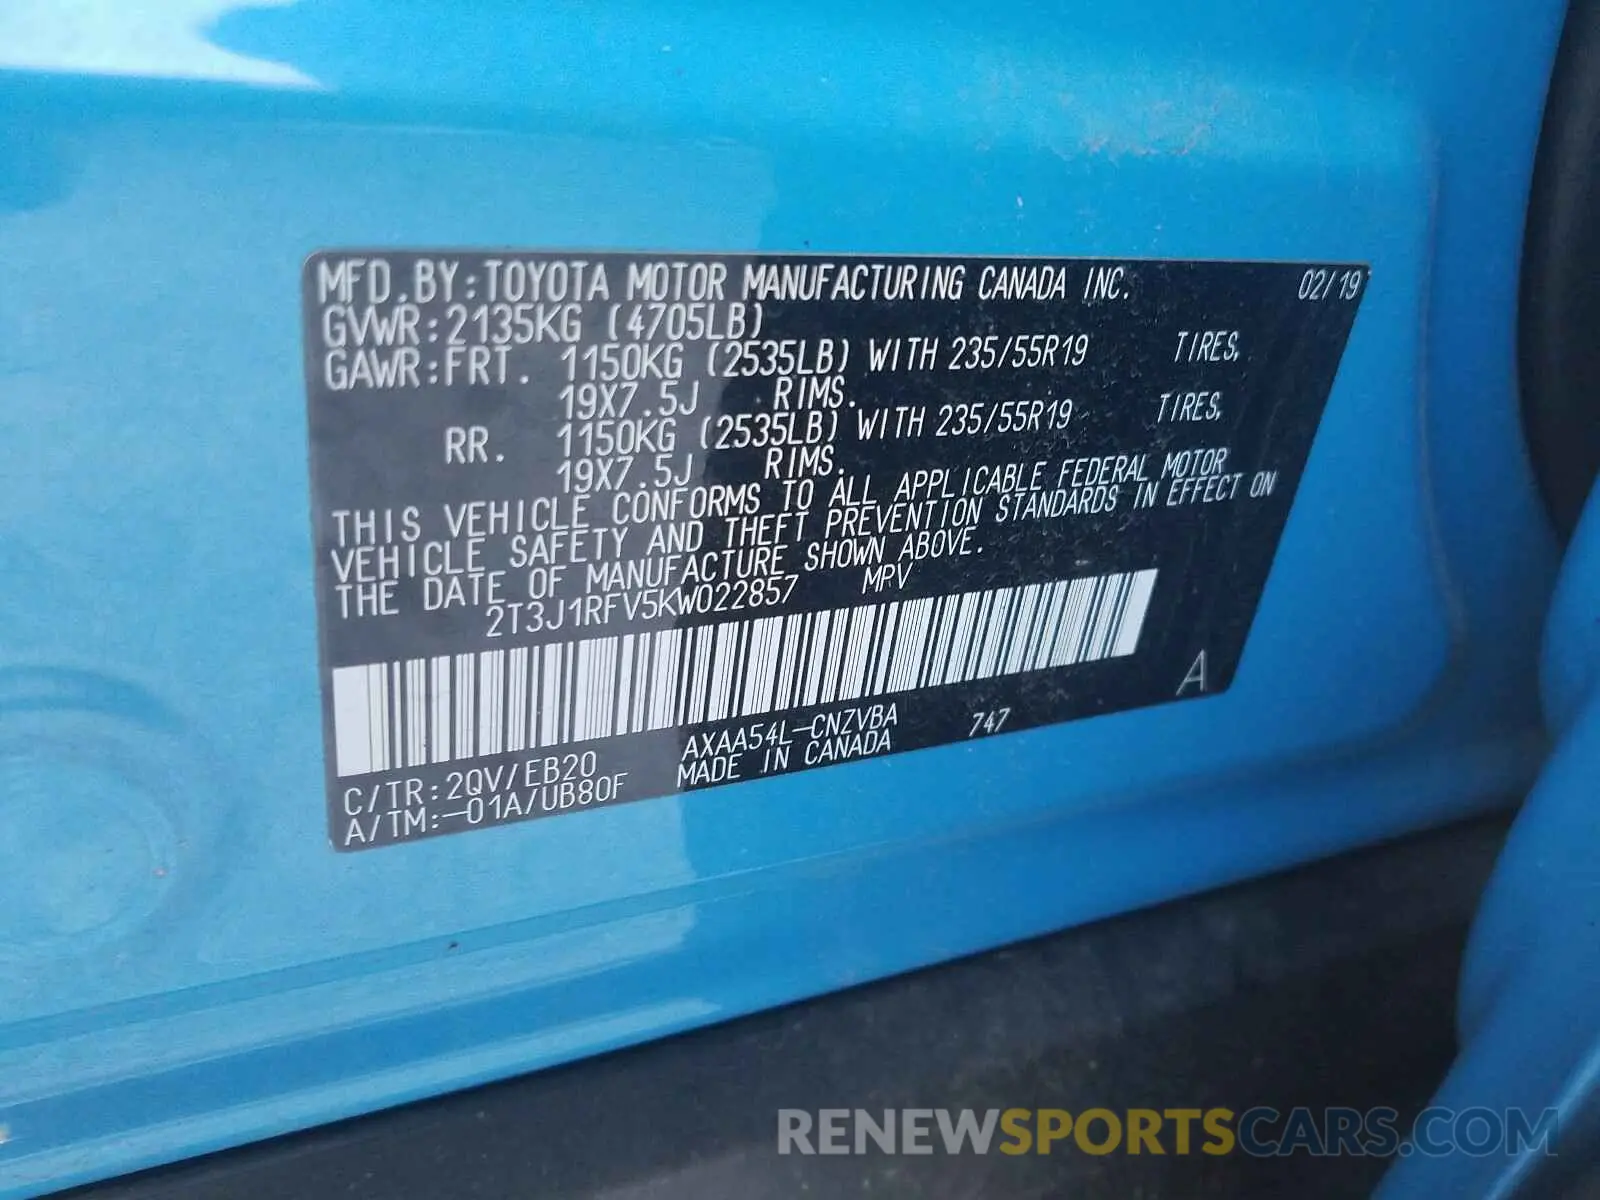 MFD.BY:TOYOTA MOTOR MANUFACTURING CANADA INC. 02/19
GVWR:2135KG (4705LB)
GAWR:FRT. 1150KG (2535LB) WITH 235/55R19 TIRES,
19X7.5J RIMS.
RR. 1150KG (2535LB) WITH 235/55R19 TIRES,
19X7.5J RIMS.
THIS VEHICLE CONFORMS TO ALL APPLICABLE FEDERAL MOTOR
VEHICLE SAFETY AND THEFT PREVENTION STANDARDS IN EFFECT ON
THE DATE OF MANUFACTURE SHOWN ABOVE.
2T3J1RFV5KW022857 MPV
A
C/TR:2QV/EB20 AXAA54L-CNZVBA 747
A/TM:-01A/UB80F MADE IN CANADA
RENEWSPORTSCARS.COM